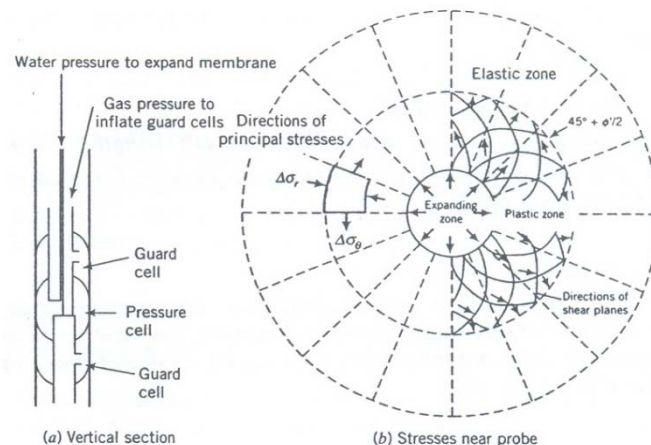 Water pressure to expand membrane
Gas pressure to
inflate guard cells
Directions of
principal stresses
Δσr
Δσθ
Guard
cell
Pressure
cell
Guard
cell
(a) Vertical section
Elastic zone
45° + ϕ'/2
Expanding
zone
Plastic zone
Directions of
shear planes
(b) Stresses near probe